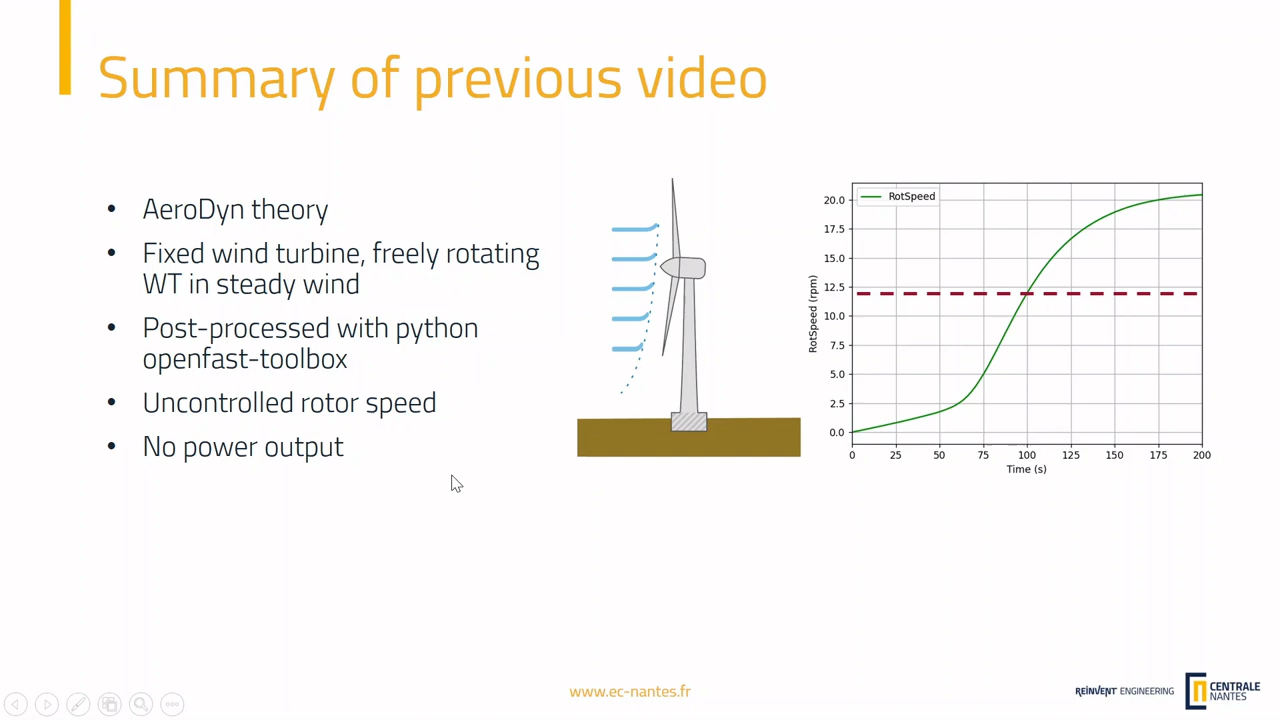 Summary of previous video
• AeroDyn theory
• Fixed wind turbine, freely rotating
WT in steady wind
• Post-processed with python
openfast-toolbox
• Uncontrolled rotor speed
• No power output
RotSpeed
20.0
17.5
15.0
12.5
10.0
7.5
5.0
2.5
0.0
RotSpeed (rpm)
0 25 50 75 100 125 150 175 200
Time (s)
www.ec-nantes.fr
REINVENT ENGINEERING
CENTRALE
NANTES